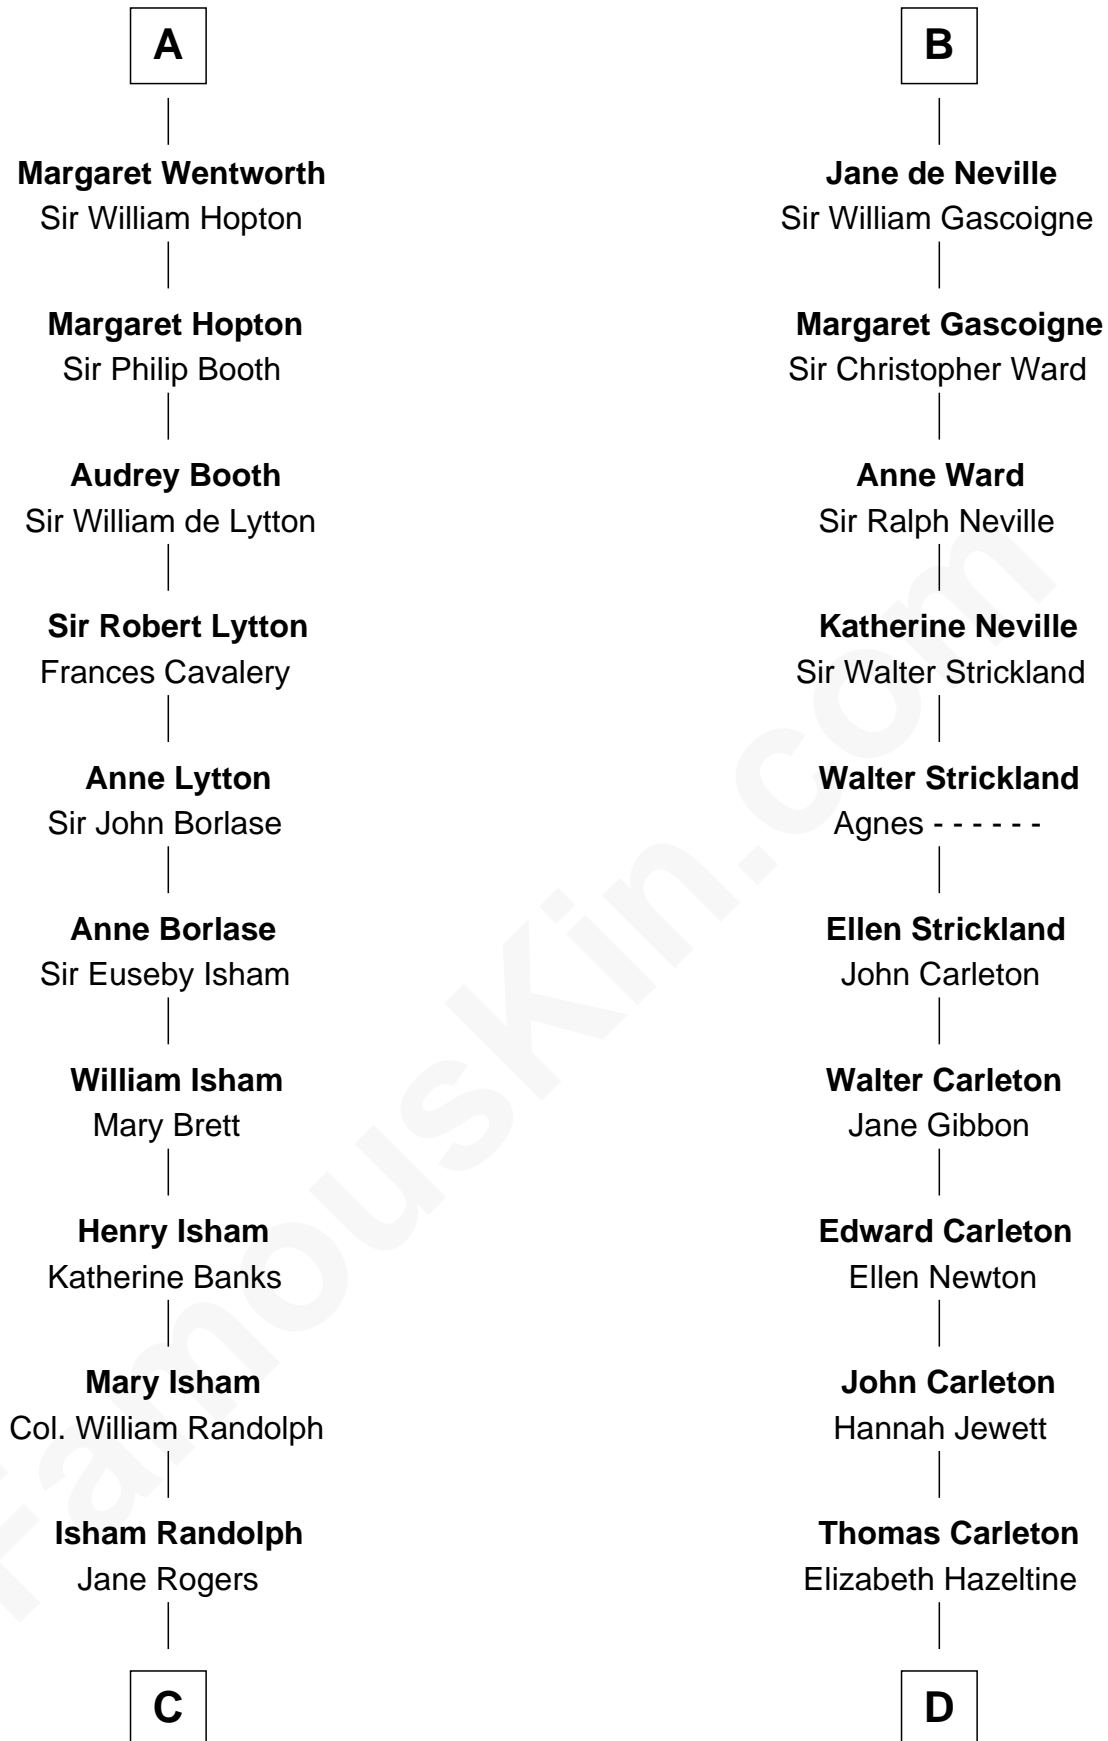 A
Margaret Wentworth
Sir William Hopton
Margaret Hopton
Sir Philip Booth
Audrey Booth
Sir William de Lytton
Sir Robert Lytton
Frances Cavalery
Anne Lytton
Sir John Borlase
Anne Borlase
Sir Euseby Isham
William Isham
Mary Brett
Henry Isham
Katherine Banks
Mary Isham
Col. William Randolph
Isham Randolph
Jane Rogers
C
B
Jane de Neville
Sir William Gascoigne
Margaret Gascoigne
Sir Christopher Ward
Anne Ward
Sir Ralph Neville
Katherine Neville
Sir Walter Strickland
Walter Strickland
Agnes - - - - - -
Ellen Strickland
John Carleton
Walter Carleton
Jane Gibbon
Edward Carleton
Ellen Newton
John Carleton
Hannah Jewett
Thomas Carleton
Elizabeth Hazeltine
D
FamousKin.com